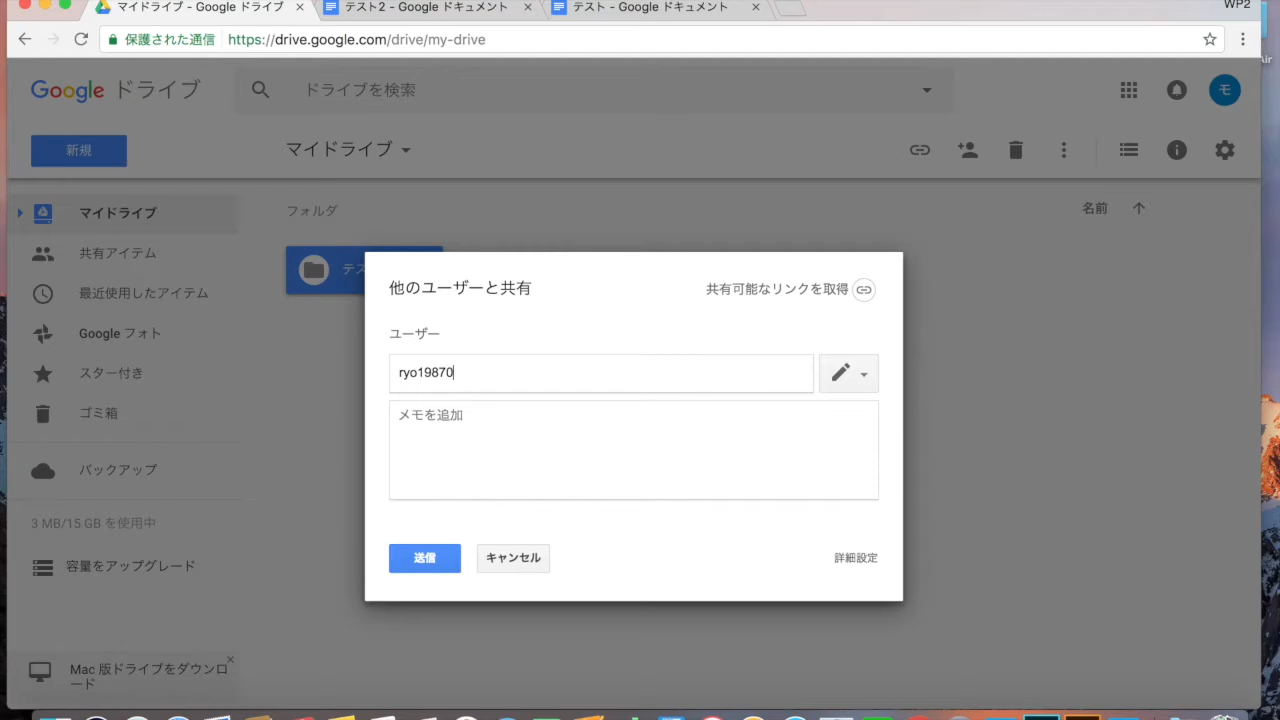 マイドライブ - Google ドライブ ×
テスト2 - Google ドキュメント ×
テスト - Google ドキュメント ×
WP2
保護された通信 https://drive.google.com/drive/my-drive
Air
Google ドライブ
ドライブを検索
モ
新規
マイドライブ
マイドライブ
フォルダ
名前
共有アイテム
テス
最近使用したアイテム
他のユーザーと共有
共有可能なリンクを取得
Google フォト
ユーザー
スター付き
ryo19870
ゴミ箱
メモを追加
バックアップ
3 MB/15 GB を使用中
容量をアップグレード
送信
キャンセル
詳細設定
Mac 版ドライブをダウンロ
ード